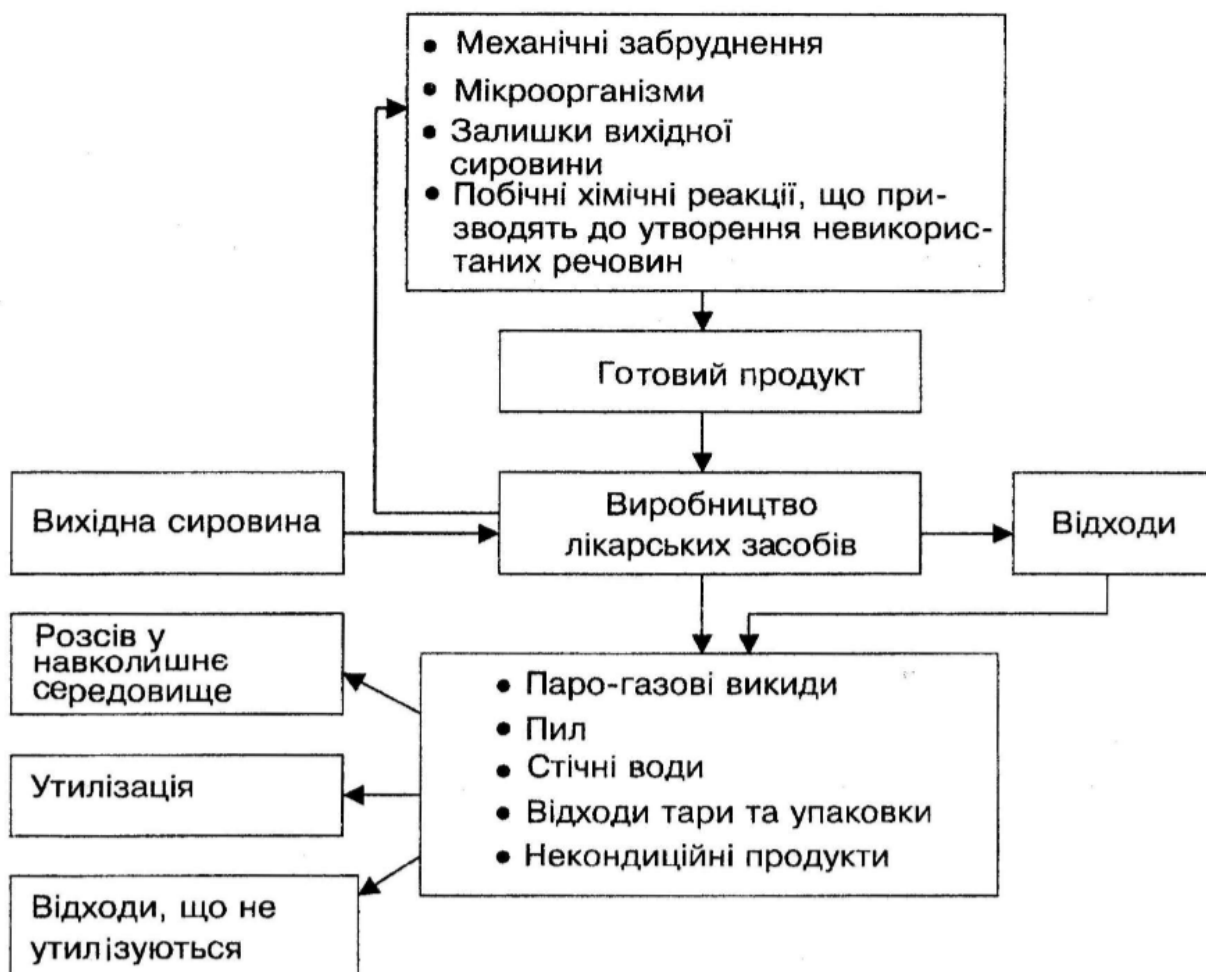 • Механічні забруднення
• Мікроорганізми
• Залишки вихідної
сировини
• Побічні хімічні реакції, що при-
зводять до утворення невикорис-
таних речовин
Готовий продукт
Вихідна сировина
Виробництво
лікарських засобів
Відходи
Розсів у
навколишнє
середовище
Утилізація
Відходи, що не
утилізуються
• Паро-газові викиди
• Пил
• Стічні води
• Відходи тари та упаковки
• Некондиційні продукти